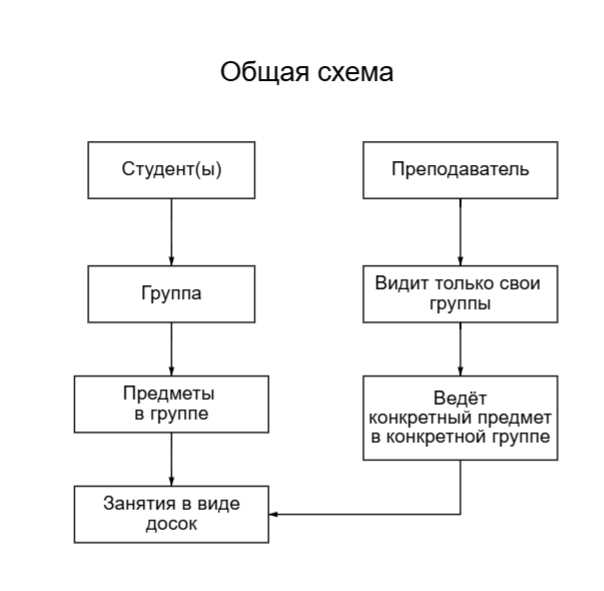 Общая схема
Студент(ы)
Преподаватель
Группа
Видит только свои
группы
Предметы
в группе
Ведёт
конкретный предмет
в конкретной группе
Занятия в виде
досок